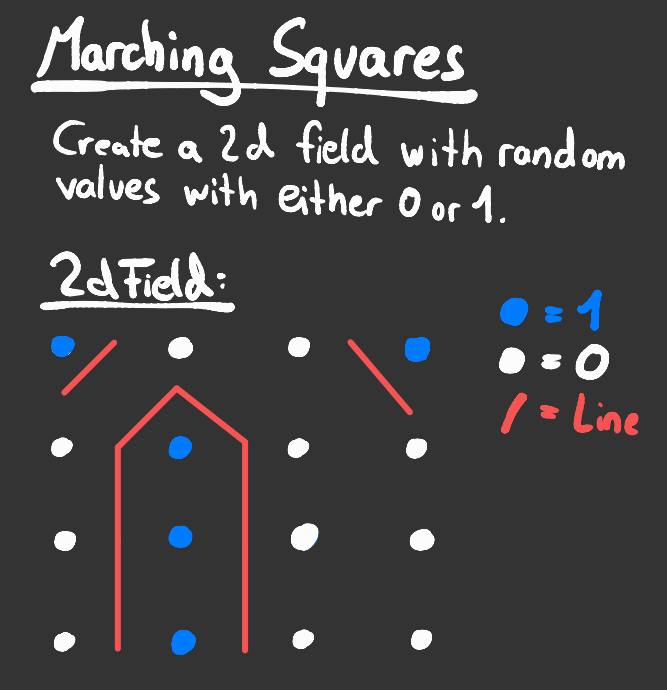 Marching Squares
Create a 2d field with random
values with either 0 or 1.
2d Field:
= 1
= 0
= Line